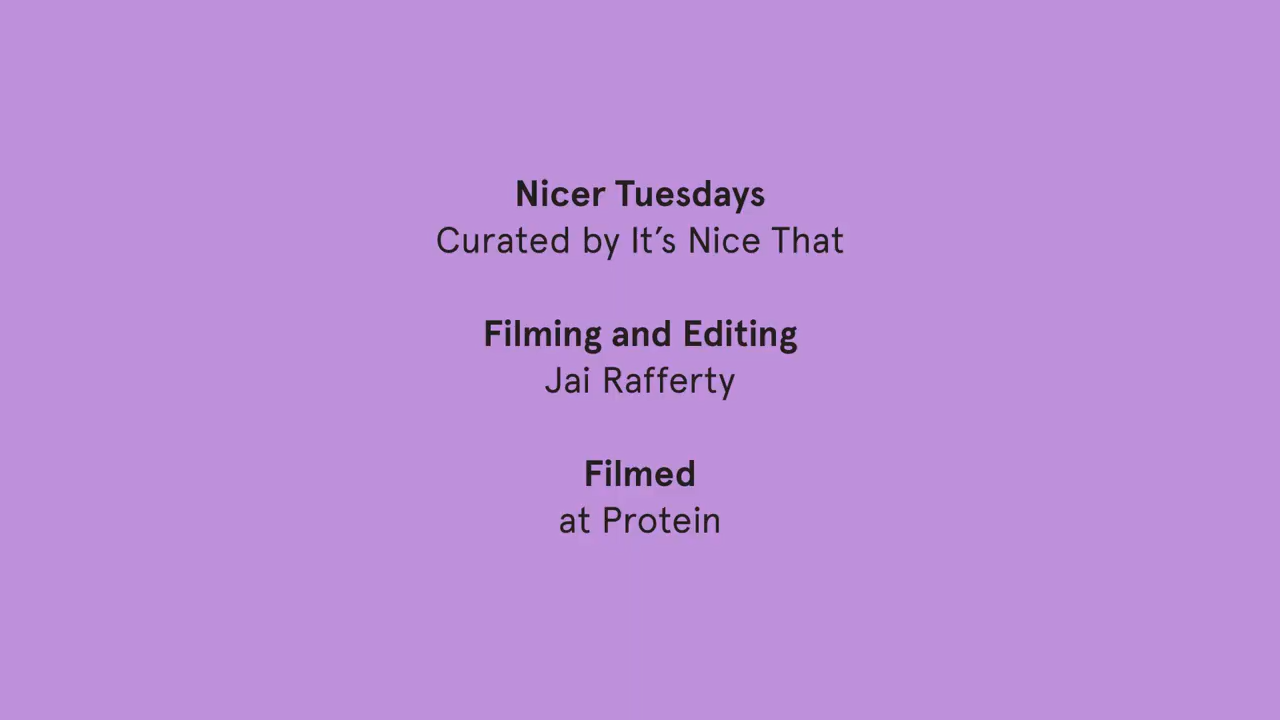 Nicer Tuesdays
Curated by It’s Nice That
Filming and Editing
Jai Rafferty
Filmed
at Protein